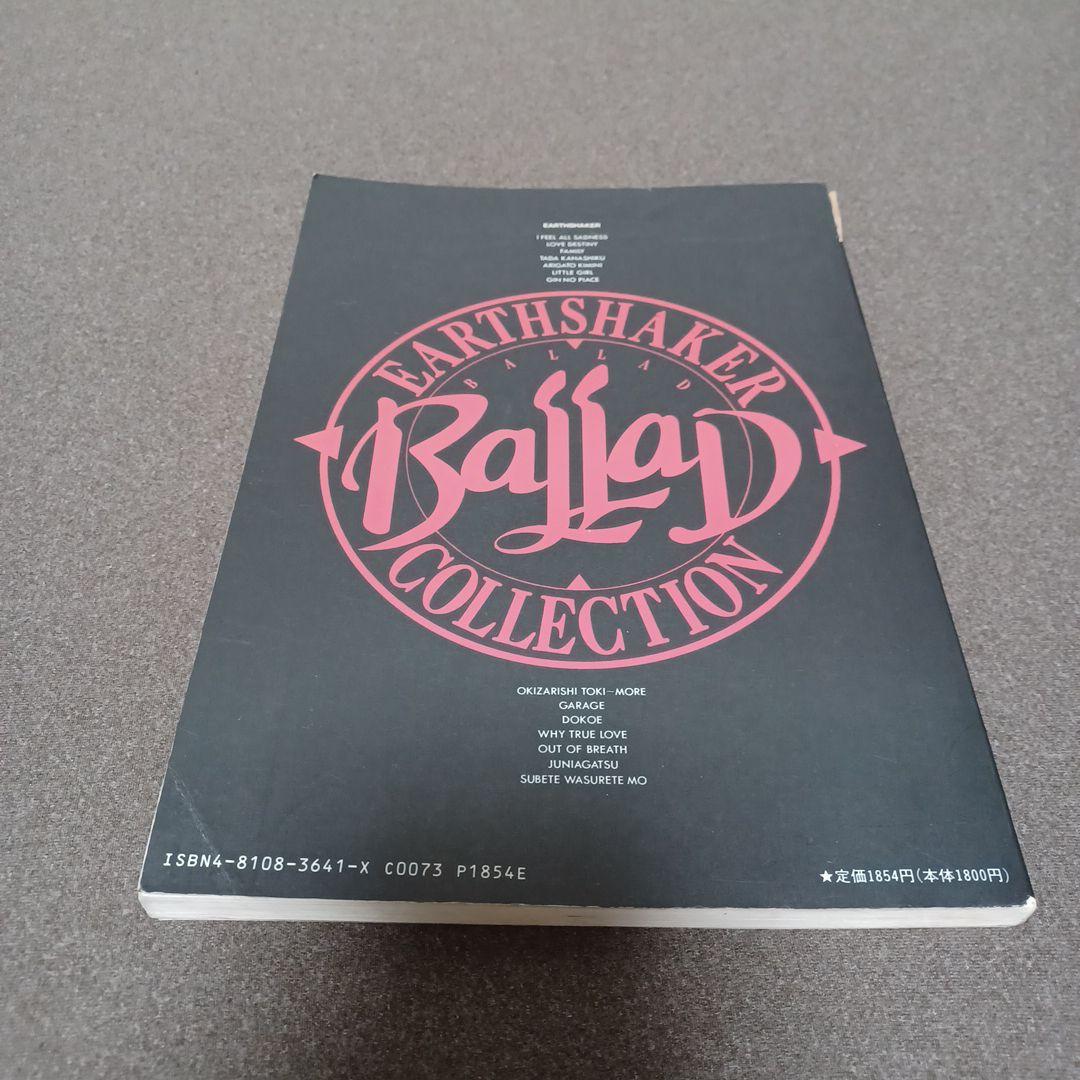 EARTHSHAKER
I FEEL ALL SADNESS
LOVE DESTINY
FAMILY
TADA KANASHIKU
ARIGATO KIMINI
LITTLE GIRL
GIN NO PIACE
EARTHSHAKER
BALLAD
BaLLaD
COLLECTION
OKIZARISHI TOKI~MORE
GARAGE
DOKOE
WHY TRUE LOVE
OUT OF BREATH
JUNIAGATSU
SUBETE WASURETE MO
ISBN4-8108-3641-X C0073 P1854E
★定価1854円(本体1800円)